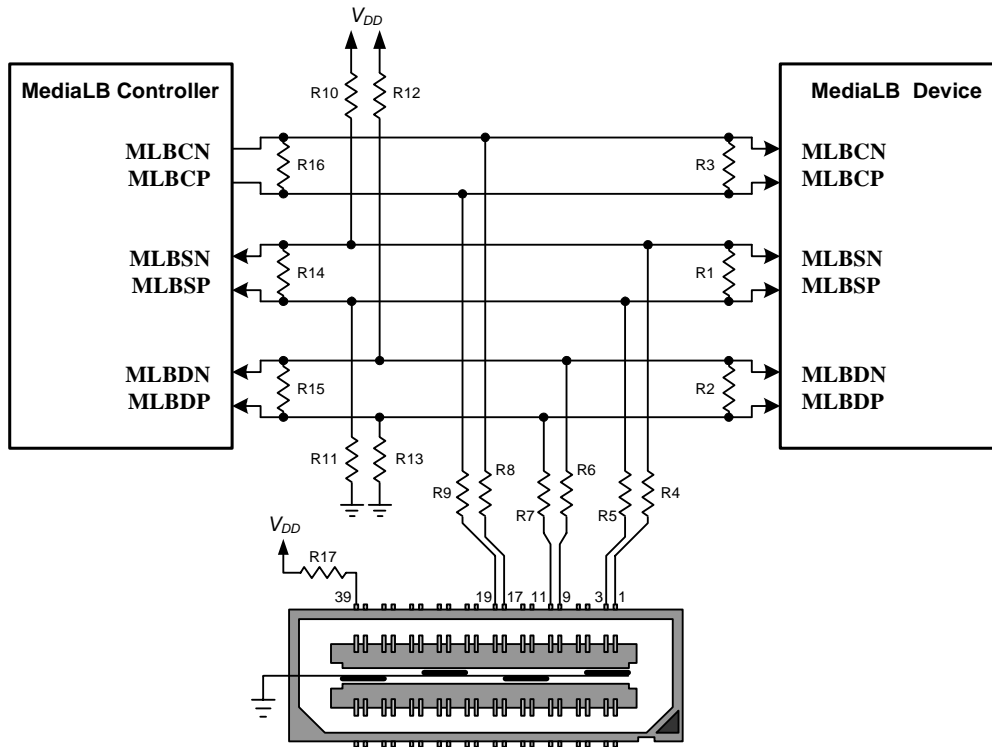 V_DD
MediaLB Controller
MediaLB Device
R10
R12
MLBCN
R16
R3
MLBCN
MLBCP
MLBCP
MLBSN
R14
R1
MLBSN
MLBSP
MLBSP
MLBDN
R15
R2
MLBDN
MLBDP
MLBDP
R11
R13
R9
R8
R7
R6
R5
R4
V_DD
R17
39
19
17
11
9
3
1